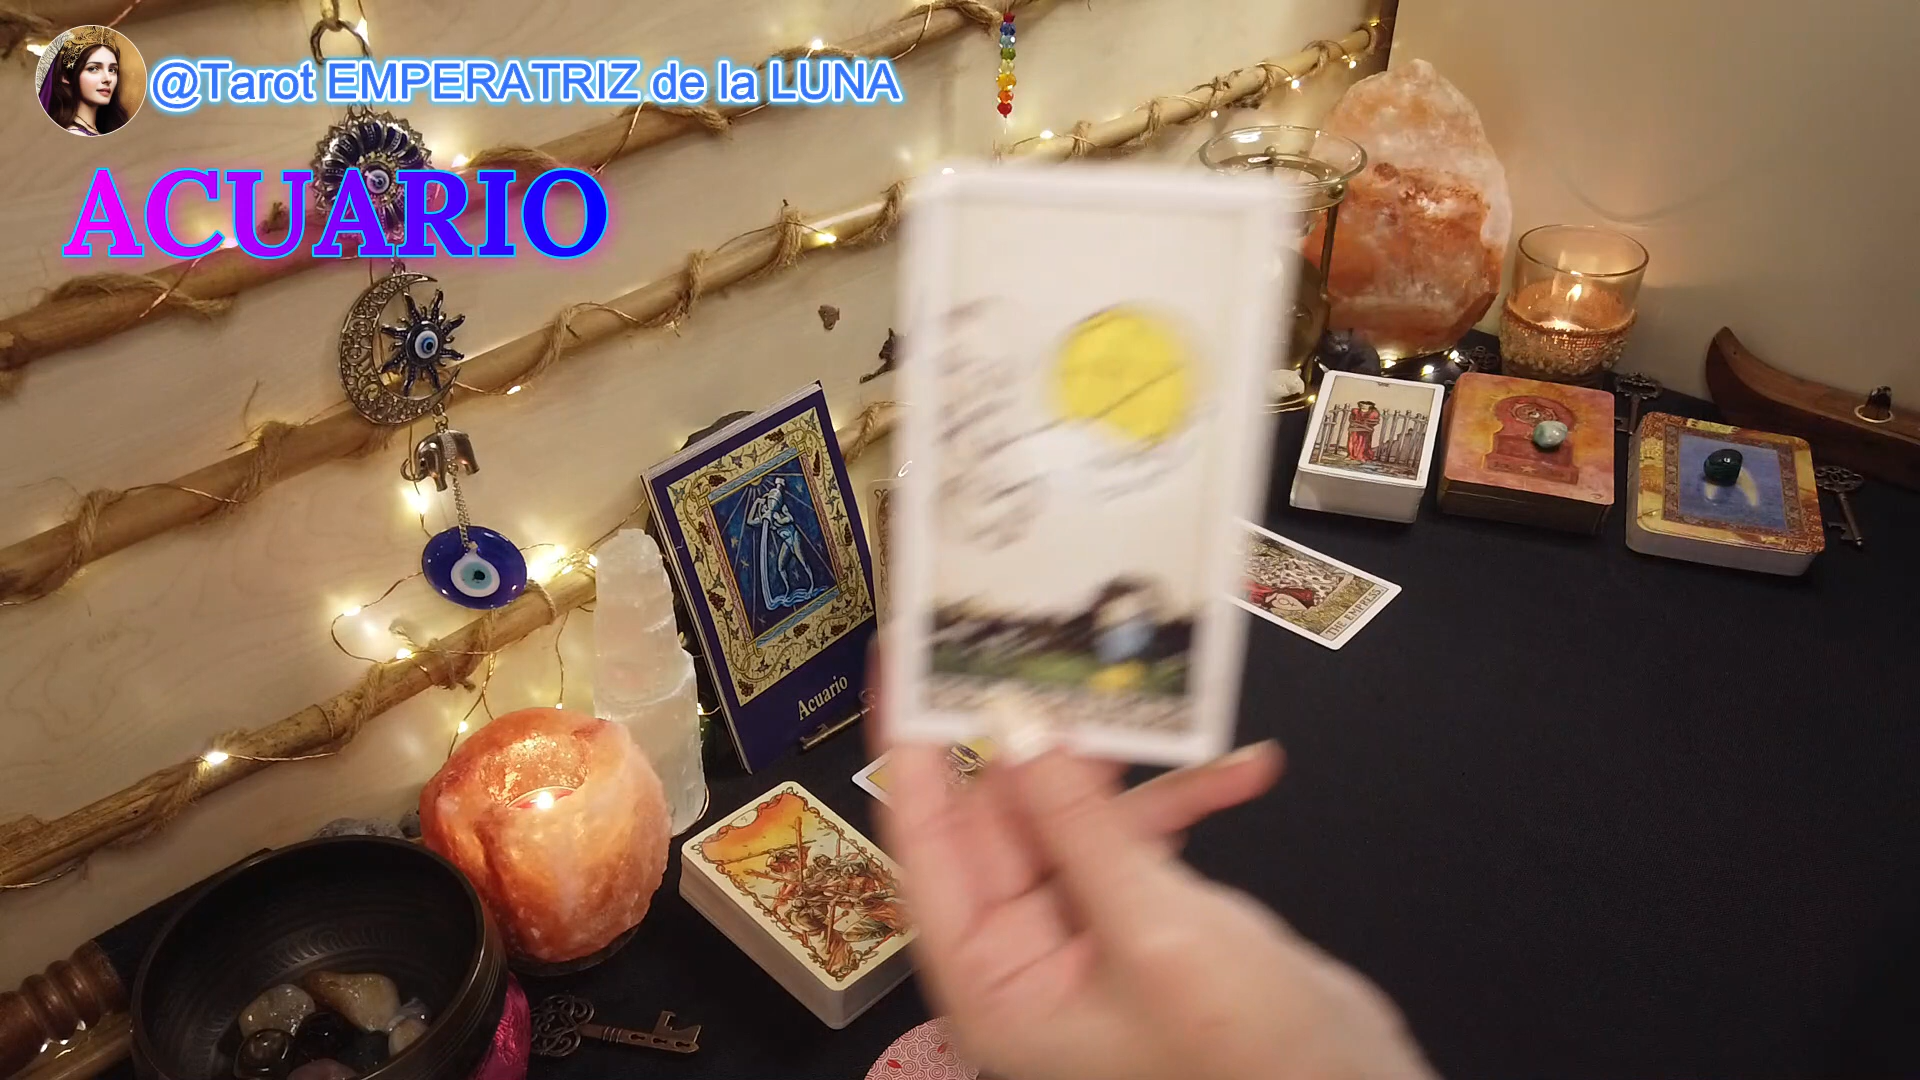 @Tarot EMPERATRIZ de la LUNA
ACUARIO
Acuario
THE EMPRESS